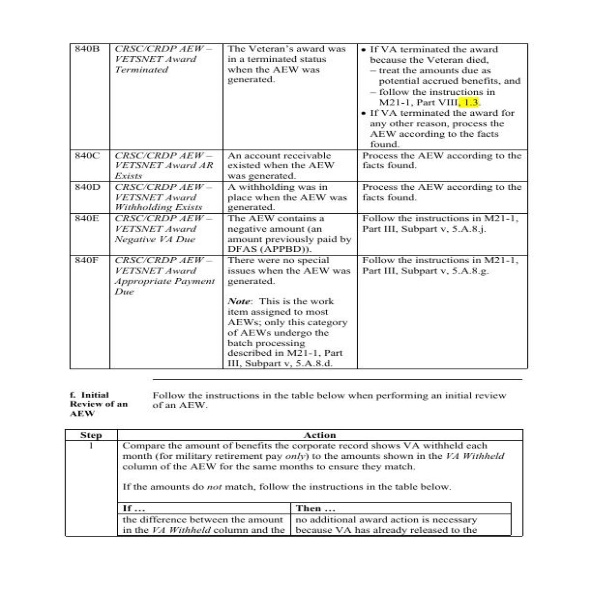 840B CRSC/CRDP AEW – The Veteran's award was • If VA terminated the award
VETSNET Award in a terminated status because the Veteran died,
Terminated when the AEW was – treat the amounts due as
generated. potential accrued benefits, and
– follow the instructions in
M21-1, Part VIII, 1.3.
• If VA terminated the award for
any other reason, process the
AEW according to the facts
found.
840C CRSC/CRDP AEW – An account receivable Process the AEW according to the
VETSNET Award AR existed when the AEW facts found.
Exists was generated.
840D CRSC/CRDP AEW – A withholding was in Process the AEW according to the
VETSNET Award place when the AEW was facts found.
Withholding Exists generated.
840E CRSC/CRDP AEW – The AEW contains a Follow the instructions in M21-1,
VETSNET Award negative amount (an Part III, Subpart v, 5.A.8.j.
Negative VA Due amount previously paid by
DFAS (APPBD)).
840F CRSC/CRDP AEW – There were no special Follow the instructions in M21-1,
VETSNET Award issues when the AEW was Part III, Subpart v, 5.A.8.g.
Appropriate Payment generated.
Due
Note: This is the work
item assigned to most
AEWs; only this category
of AEWs undergo the
batch processing
described in M21-1, Part
III, Subpart v, 5.A.8.d.
f. Initial Follow the instructions in the table below when performing an initial review
Review of an of an AEW.
AEW
Step Action
1 Compare the amount of benefits the corporate record shows VA withheld each
month (for military retirement pay only) to the amounts shown in the VA Withheld
column of the AEW for the same months to ensure they match.
If the amounts do not match, follow the instructions in the table below.
If … Then …
the difference between the amount no additional award action is necessary
in the VA Withheld column and the because VA has already released to the